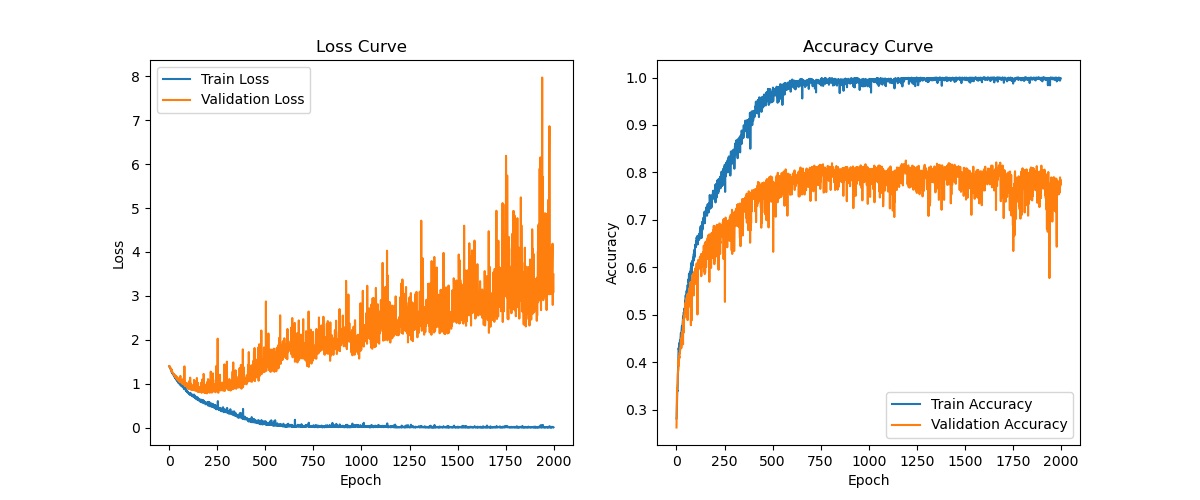 Loss Curve
Train Loss
Validation Loss
8
7
6
5
4
3
2
1
0
Loss
0 250 500 750 1000 1250 1500 1750 2000
Epoch
Accuracy Curve
1.0
0.9
0.8
0.7
0.6
0.5
0.4
0.3
Accuracy
Train Accuracy
Validation Accuracy
0 250 500 750 1000 1250 1500 1750 2000
Epoch